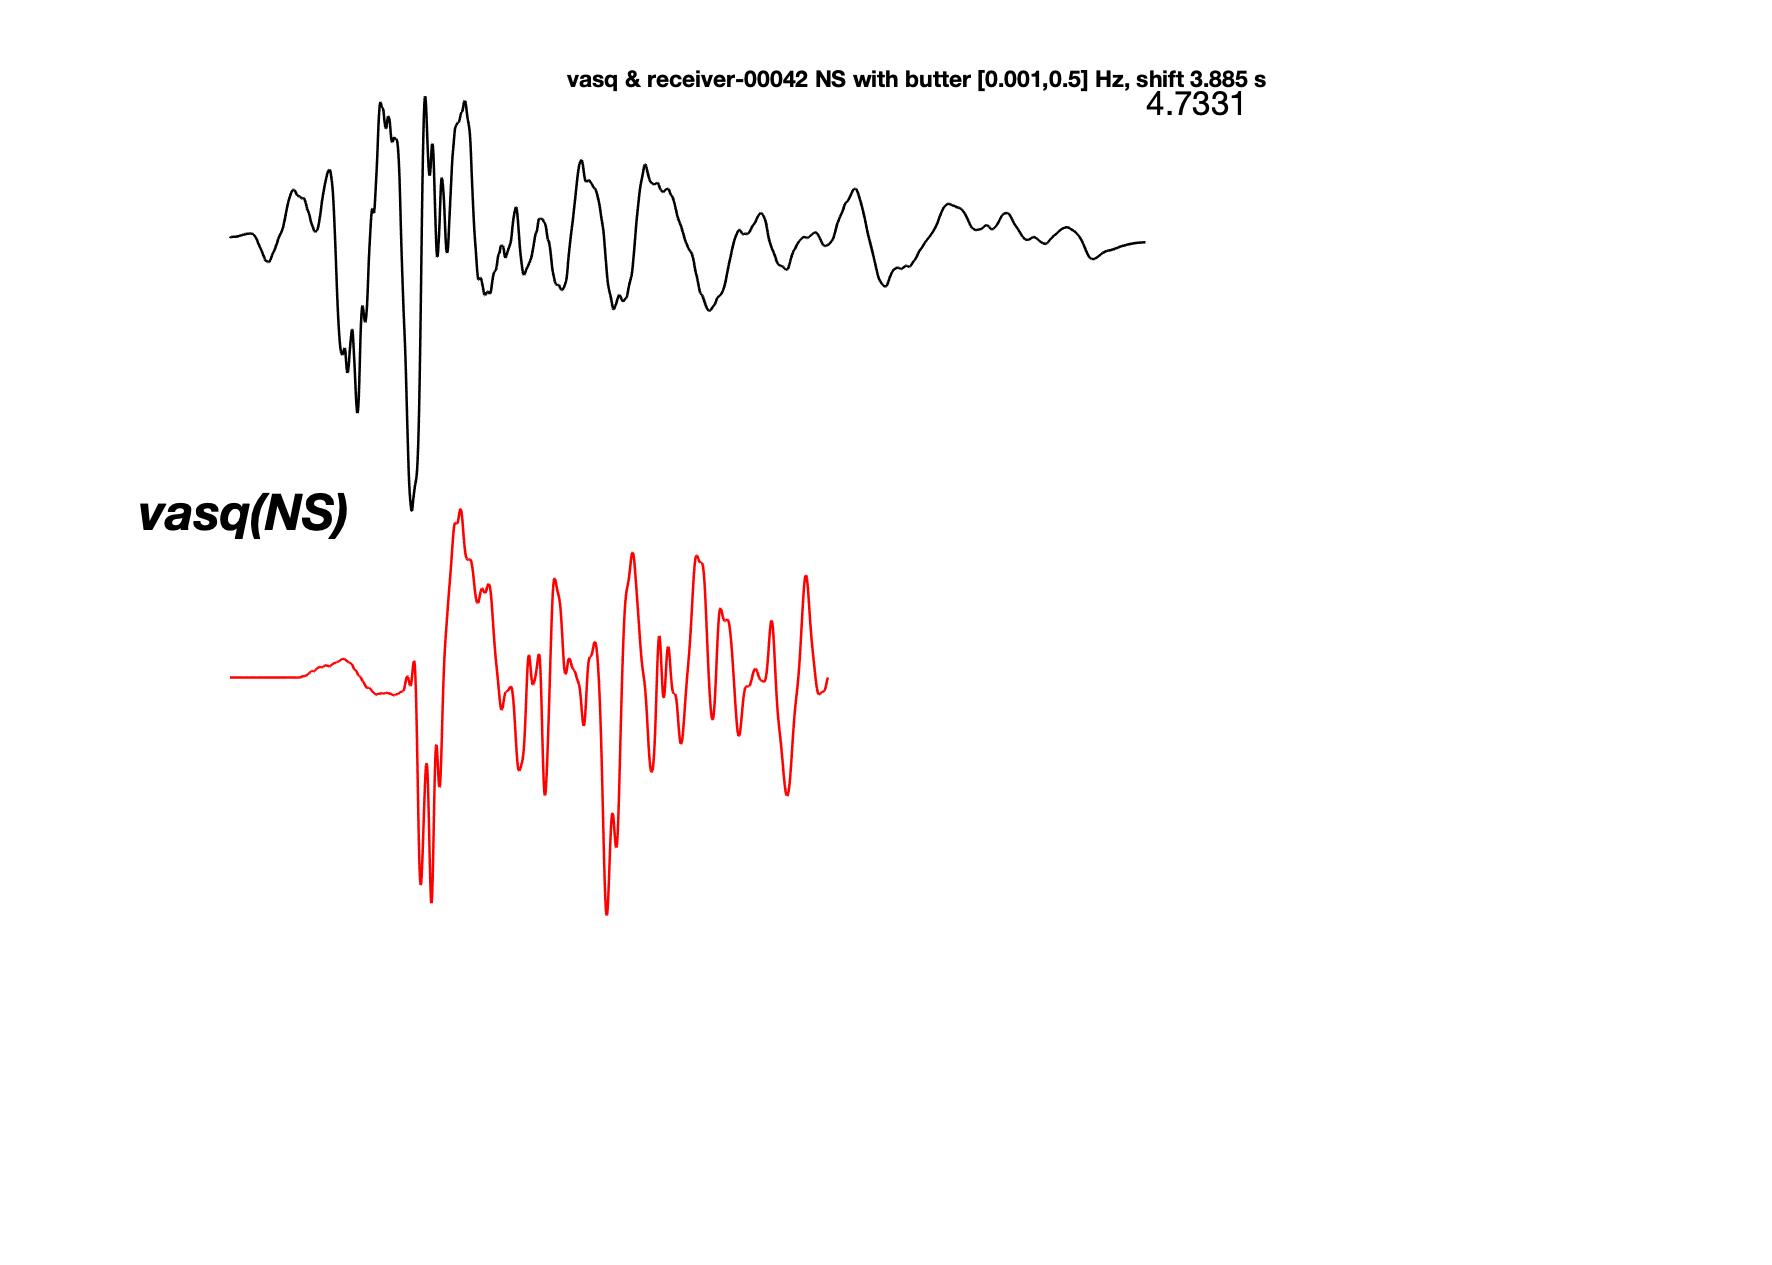 vasq & receiver-00042 NS with butter [0.001,0.5] Hz, shift 3.885 s
4.7331
vasq(NS)